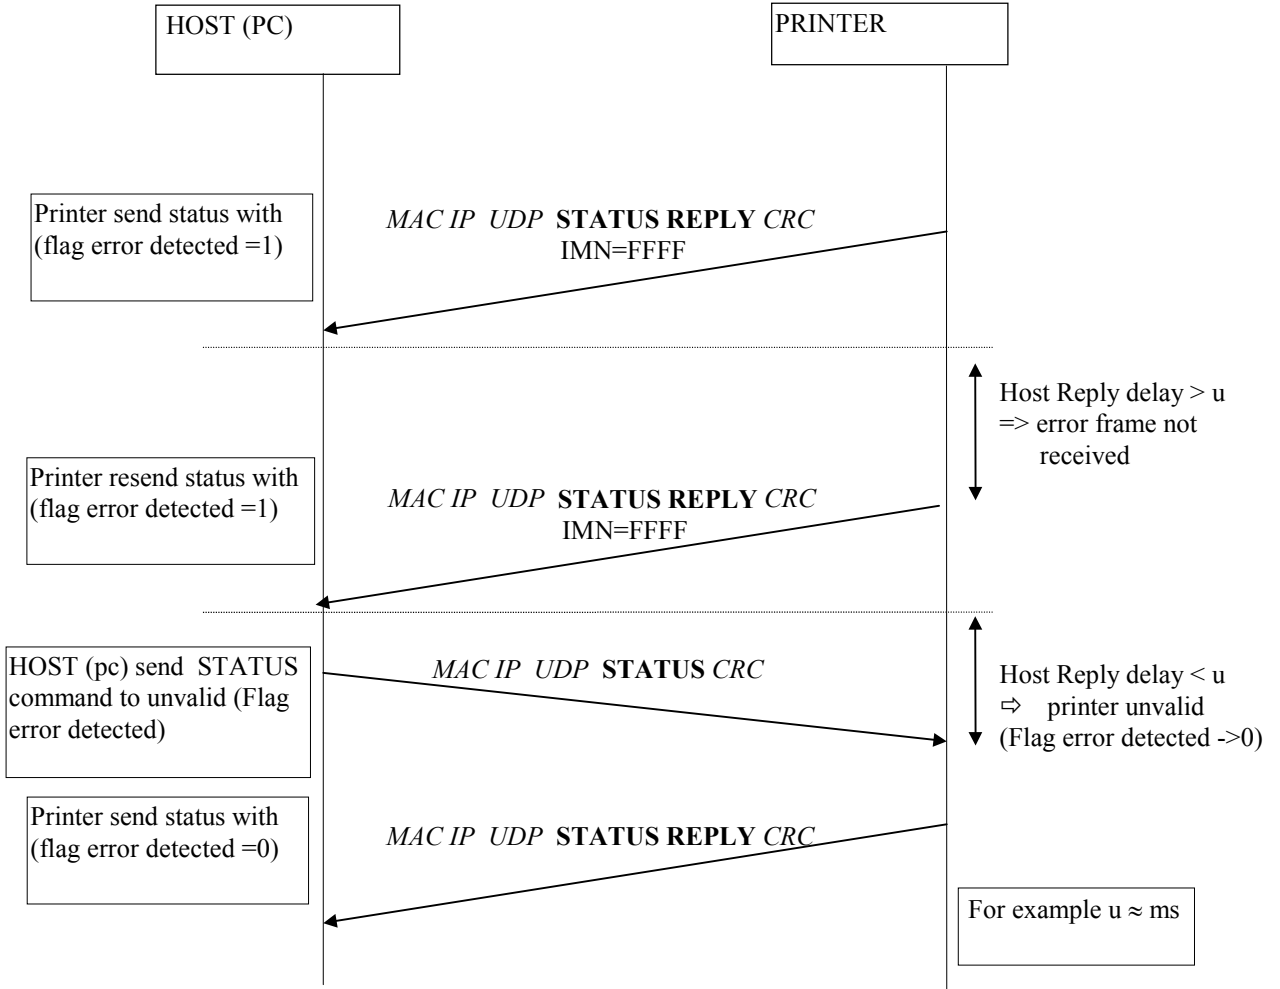 HOST (PC)
PRINTER
Printer send status with
(flag error detected =1)
MAC IP UDP STATUS REPLY CRC
IMN=FFFF
Host Reply delay > u
=> error frame not
received
Printer resend status with
(flag error detected =1)
MAC IP UDP STATUS REPLY CRC
IMN=FFFF
HOST (pc) send STATUS
command to unvalid (Flag
error detected)
MAC IP UDP STATUS CRC
Host Reply delay < u
⇨ printer unvalid
(Flag error detected ->0)
Printer send status with
(flag error detected =0)
MAC IP UDP STATUS REPLY CRC
For example u ≈ ms